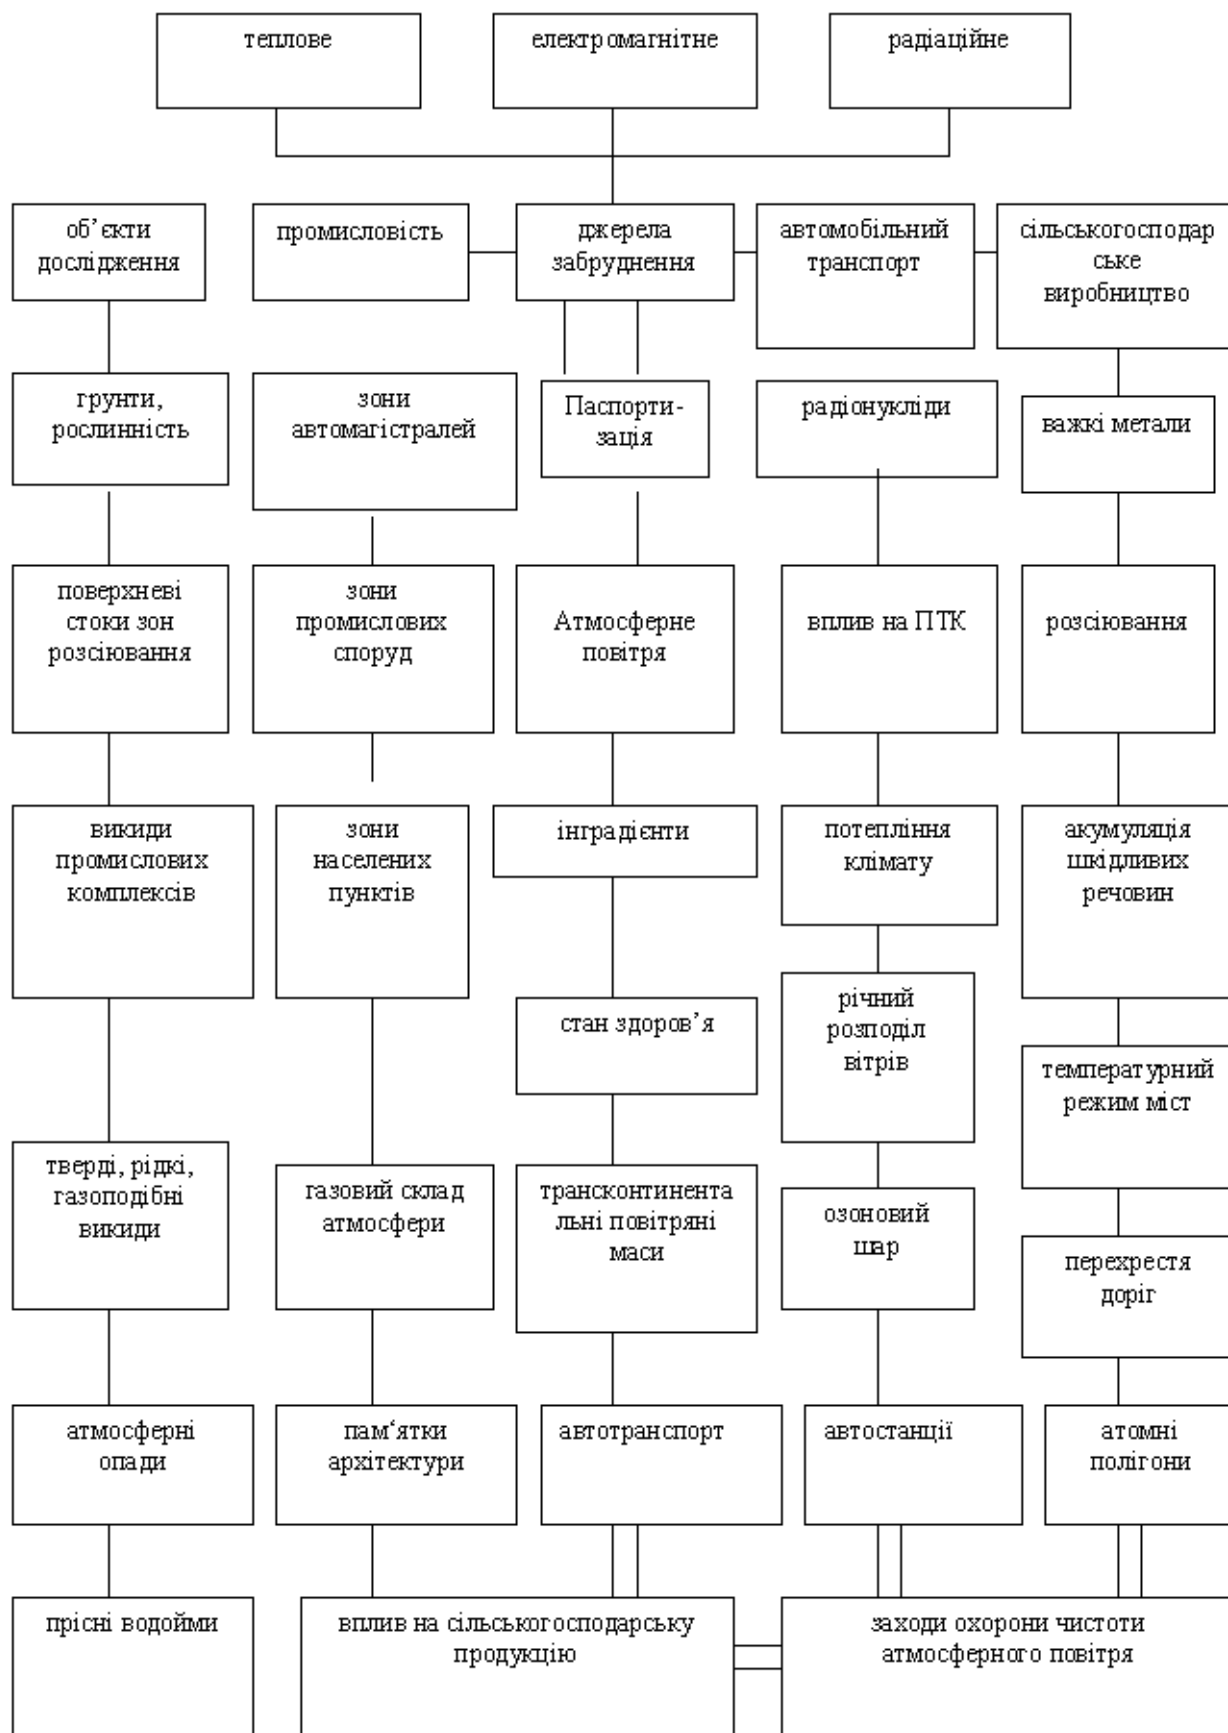 теплове
електромагнітне
радіаційне
об’єкти
дослідження
промисловість
джерела
забруднення
автомобільний
транспорт
сільськогосподар
ське
виробництво
грунти,
рослинність
зони
автомагістралей
Паспорти-
зація
радіонукліди
важкі метали
поверхневі
стоки зон
розсіювання
зони
промислових
споруд
Атмосферне
повітря
вплив на ПТК
розсіювання
викиди
промислових
комплексів
зони
населених
пунктів
інградієнти
потепління
клімату
акумуляція
шкідливих
речовин
стан здоров’я
річний
розподіл
вітрів
температурний
режим міст
тверді, рідкі,
газоподібні
викиди
газовий склад
атмосфери
трансконтинента
льні повітряні
маси
озоновий
шар
перехрестя
доріг
атмосферні
опади
пам‘ятки
архітектури
автотранспорт
автостанції
атомні
полігони
прісні водойми
вплив на сільськогосподарську
продукцію
заходи охорони чистоти
атмосферного повітря